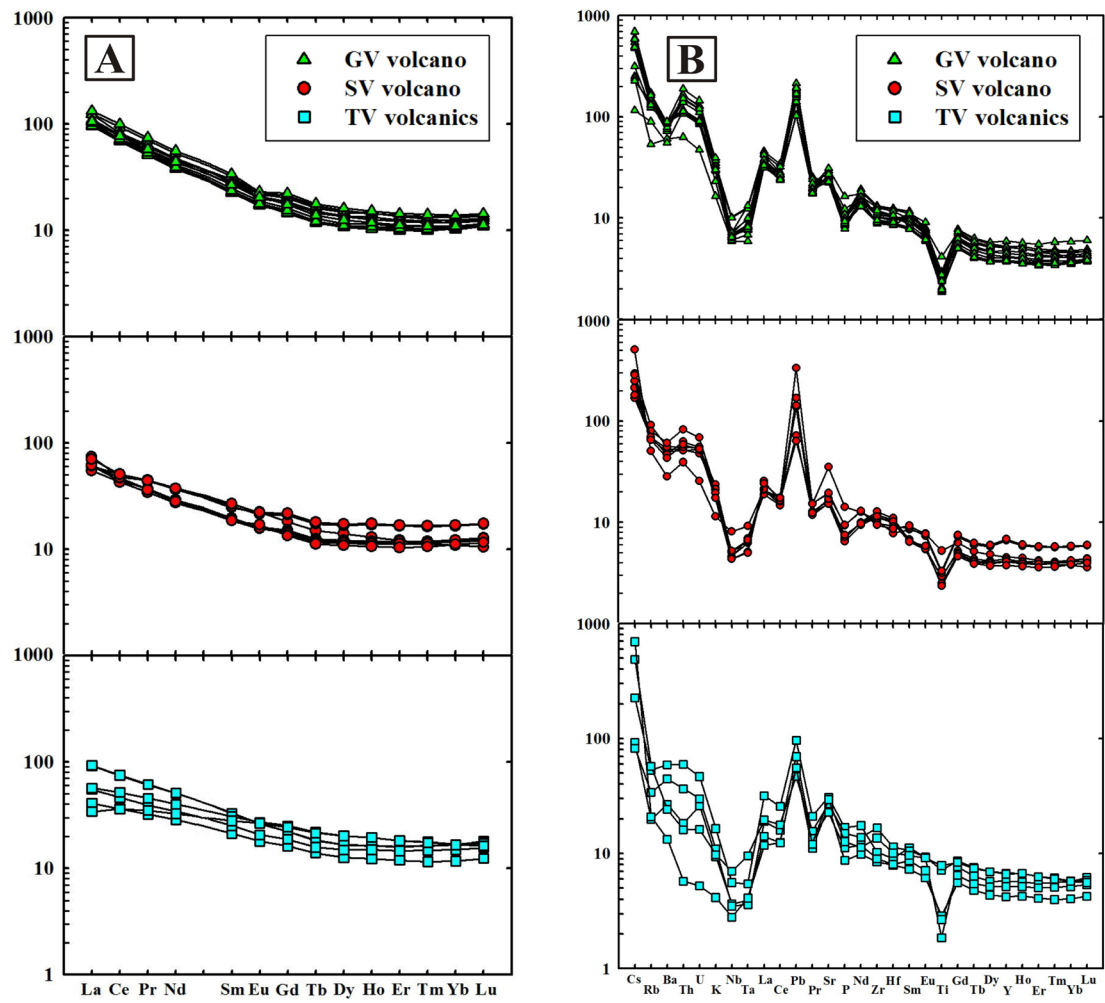 A
GV volcano
SV volcano
TV volcanics
1000
100
10
1000
100
10
1000
100
10
1
La Ce Pr Nd Sm Eu Gd Tb Dy Ho Er Tm Yb Lu
B
GV volcano
SV volcano
TV volcanics
1000
100
10
1000
100
10
1000
100
10
1
Cs Ba U Nb La Pb Sr Nd Hf Eu Gd Dy Ho Tm Lu
Rb Th K Ta Ce Pr P Zr Sm Ti Tb Y Er Yb